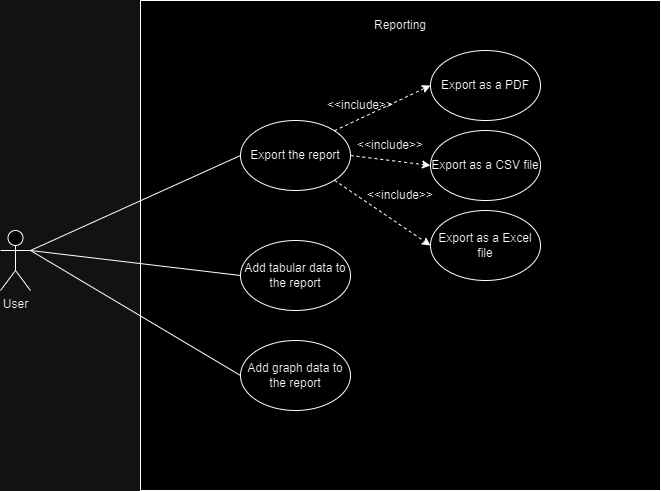 Reporting
Export as a PDF
<<include>>
Export the report
<<include>>
Export as a CSV file
<<include>>
Export as a Excel
file
User
Add tabular data to
the report
Add graph data to
the report